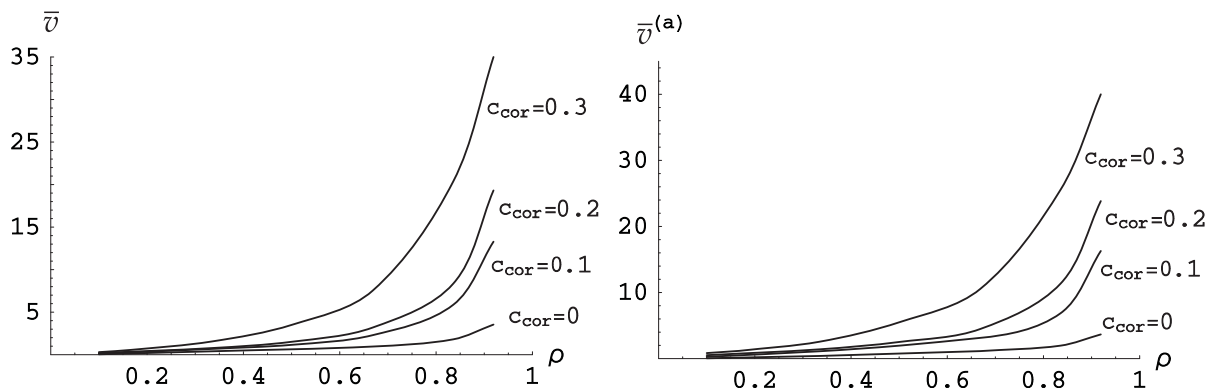 v̅
35
25
15
5
0.2 0.4 0.6 0.8 1
ρ
c_cor=0.3
c_cor=0.2
c_cor=0.1
c_cor=0
v̅^(a)
40
30
20
10
0.2 0.4 0.6 0.8 1
ρ
c_cor=0.3
c_cor=0.2
c_cor=0.1
c_cor=0